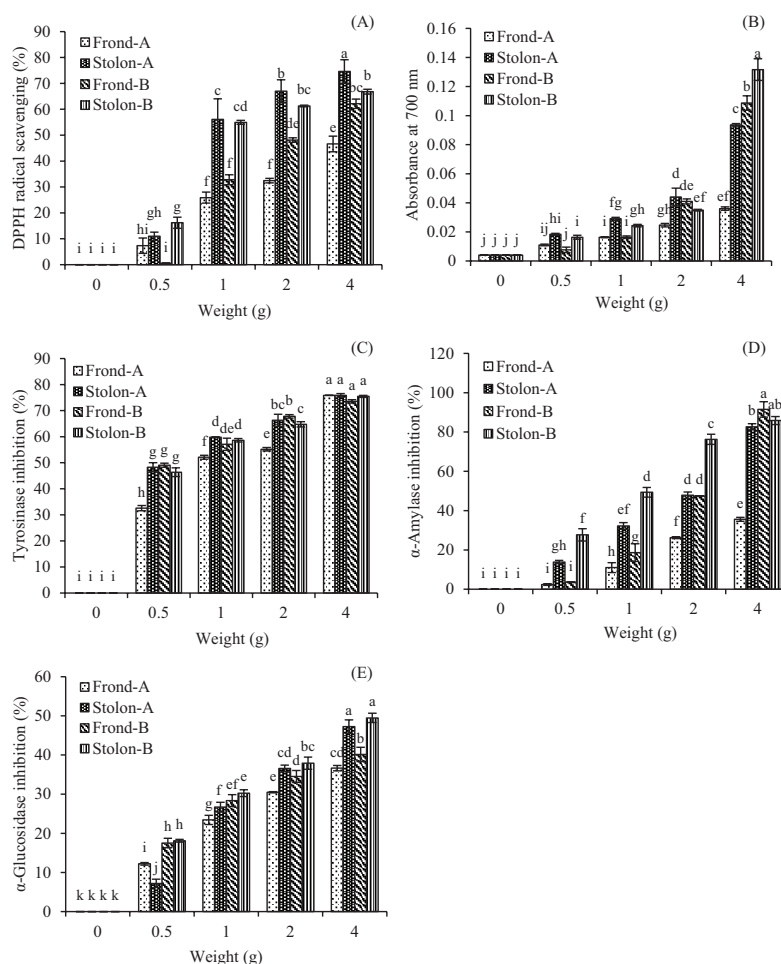 (A)
Frond-A
Stolon-A
Frond-B
Stolon-B
DPPH radical scavenging (%)
90
80
70
60
50
40
30
20
10
0
i i i i
hi gh i g
f c f cd
f b de b
e a bc b
0 0.5 1 2 4
Weight (g)
(B)
Frond-A
Stolon-A
Frond-B
Stolon-B
Absorbance at 700 nm
0.16
0.14
0.12
0.1
0.08
0.06
0.04
0.02
0
j j j j
ij hi j i
i fg i gh
gh d de ef
ef c b a
0 0.5 1 2 4
Weight (g)
(C)
Frond-A
Stolon-A
Frond-B
Stolon-B
Tyrosinase inhibition (%)
90
80
70
60
50
40
30
20
10
0
i i i i
h g g g
f d de d
e bc b c
a a a a
0 0.5 1 2 4
Weight (g)
(D)
Frond-A
Stolon-A
Frond-B
Stolon-B
α-Amylase inhibition (%)
120
100
80
60
40
20
0
i i i i
i gh i f
h ef g d
f d d c
e b a ab
0 0.5 1 2 4
Weight (g)
(E)
Frond-A
Stolon-A
Frond-B
Stolon-B
α-Glucosidase inhibition (%)
60
50
40
30
20
10
0
k k k k
i j h h
g f ef e
e cd d bc
cd a b a
0 0.5 1 2 4
Weight (g)